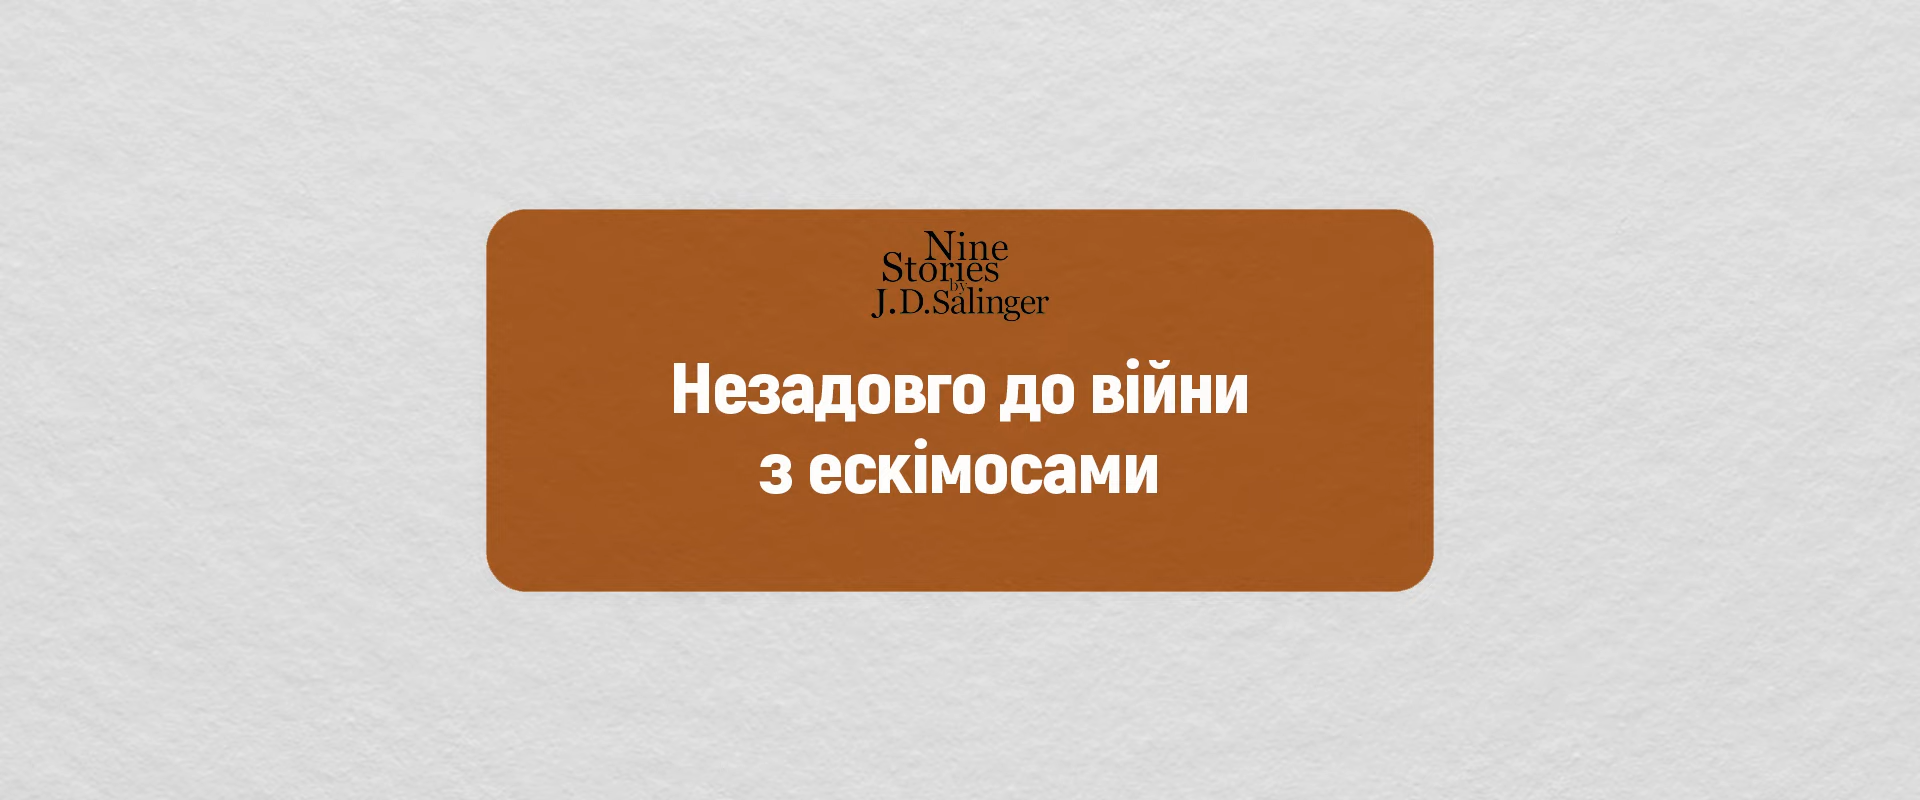 Nine
Stories
by
J.D.Salinger
Незадовго до війни
з ескімосами